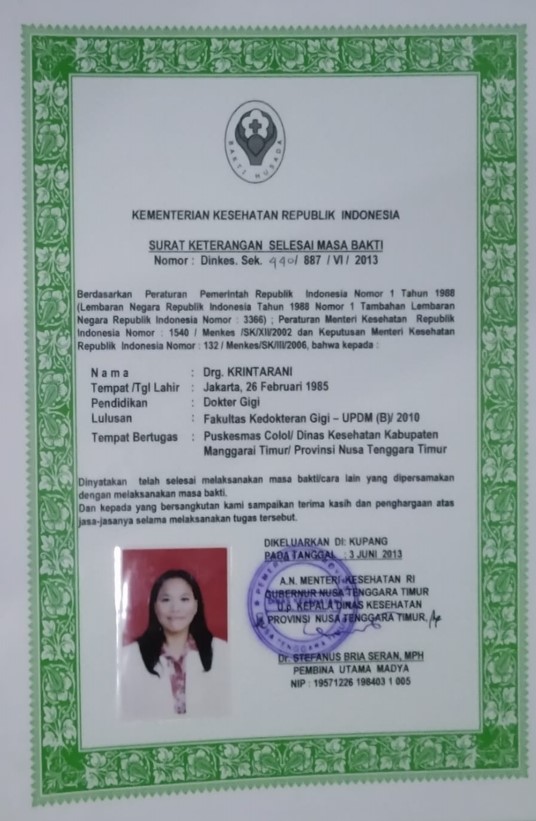 BAKTI HUSADA
KEMENTERIAN KESEHATAN REPUBLIK INDONESIA
SURAT KETERANGAN SELESAI MASA BAKTI
Nomor : Dinkes. Sek. 440/ 887 / VI / 2013
Berdasarkan Peraturan Pemerintah Republik Indonesia Nomor 1 Tahun 1988
(Lembaran Negara Republik Indonesia Tahun 1988 Nomor 1 Tambahan Lembaran
Negara Republik Indonesia Nomor : 3366) ; Peraturan Menteri Kesehatan Republik
Indonesia Nomor : 1540 / Menkes /SK/XII/2002 dan Keputusan Menteri Kesehatan
Republik Indonesia Nomor : 132 / Menkes/SK/III/2006, bahwa kepada :
N a m a : Drg. KRINTARANI
Tempat /Tgl Lahir : Jakarta, 26 Februari 1985
Pendidikan : Dokter Gigi
Lulusan : Fakultas Kedokteran Gigi – UPDM (B)/ 2010
Tempat Bertugas : Puskesmas Colol/ Dinas Kesehatan Kabupaten
Manggarai Timur/ Provinsi Nusa Tenggara Timur
Dinyatakan telah selesai melaksanakan masa bakti/cara lain yang dipersamakan
dengan melaksanakan masa bakti.
Dan kepada yang bersangkutan kami sampaikan terima kasih dan penghargaan atas
jasa-jasanya selama melaksanakan tugas tersebut.
DIKELUARKAN DI: KUPANG
PADA TANGGAL : 3 JUNI 2013
A.N. MENTERI KESEHATAN RI
GUBERNUR NUSA TENGGARA TIMUR
U.p. KEPALA DINAS KESEHATAN
PROVINSI NUSA TENGGARA TIMUR,
Dr. STEFANUS BRIA SERAN, MPH
PEMBINA UTAMA MADYA
NIP : 19571226 198403 1 005